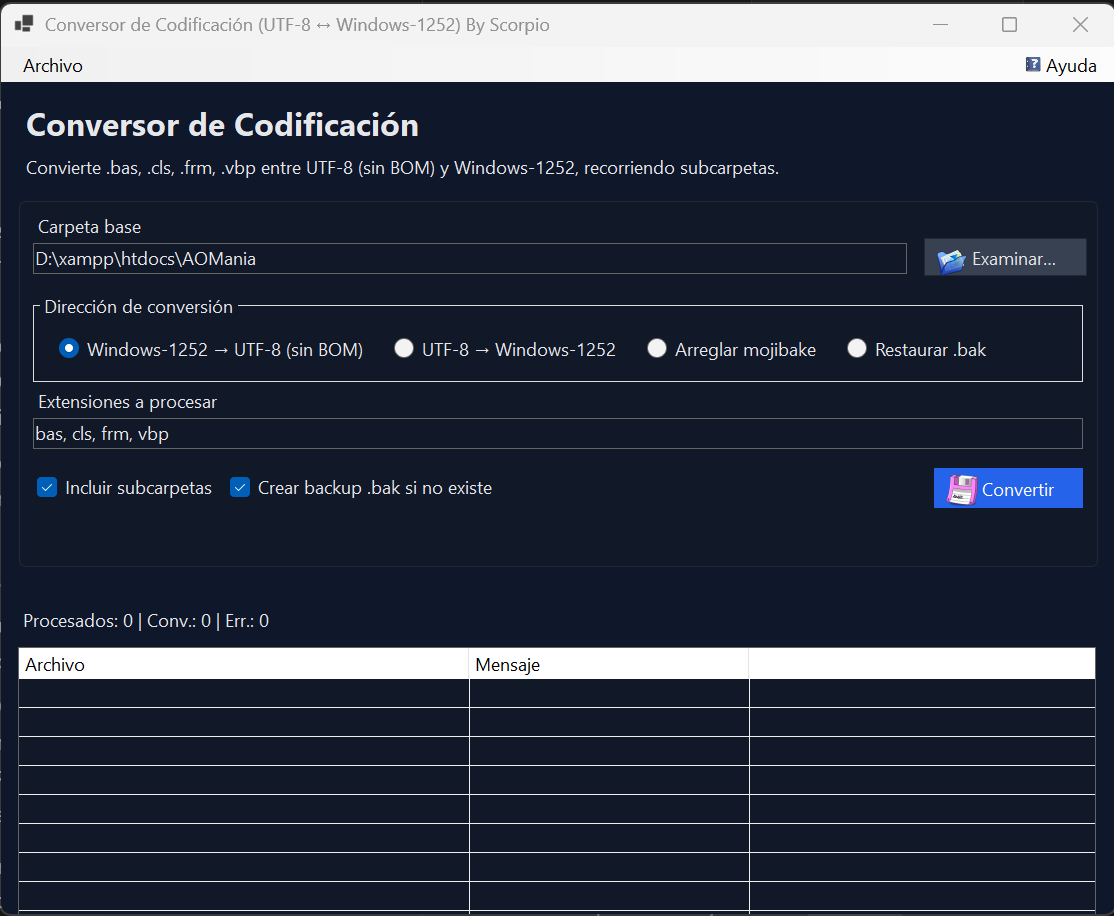 Conversor de Codificación (UTF-8 ↔ Windows-1252) By Scorpio
Archivo Ayuda
Conversor de Codificación
Convierte .bas, .cls, .frm, .vbp entre UTF-8 (sin BOM) y Windows-1252, recorriendo subcarpetas.
Carpeta base
D:\xampp\htdocs\AOMania Examinar...
Dirección de conversión
Windows-1252 → UTF-8 (sin BOM) UTF-8 → Windows-1252 Arreglar mojibake Restaurar .bak
Extensiones a procesar
bas, cls, frm, vbp
Incluir subcarpetas Crear backup .bak si no existe Convertir
Procesados: 0 | Conv.: 0 | Err.: 0
Archivo Mensaje